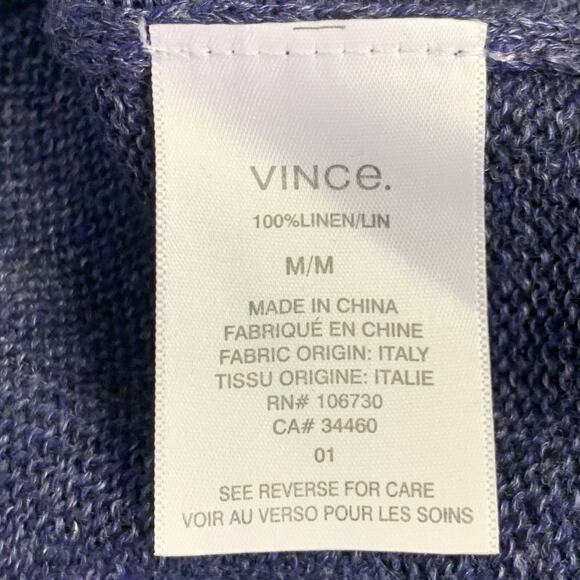 VINCe.
100%LINEN/LIN
M/M
MADE IN CHINA
FABRIQUÉ EN CHINE
FABRIC ORIGIN: ITALY
TISSU ORIGINE: ITALIE
RN# 106730
CA# 34460
01
SEE REVERSE FOR CARE
VOIR AU VERSO POUR LES SOINS